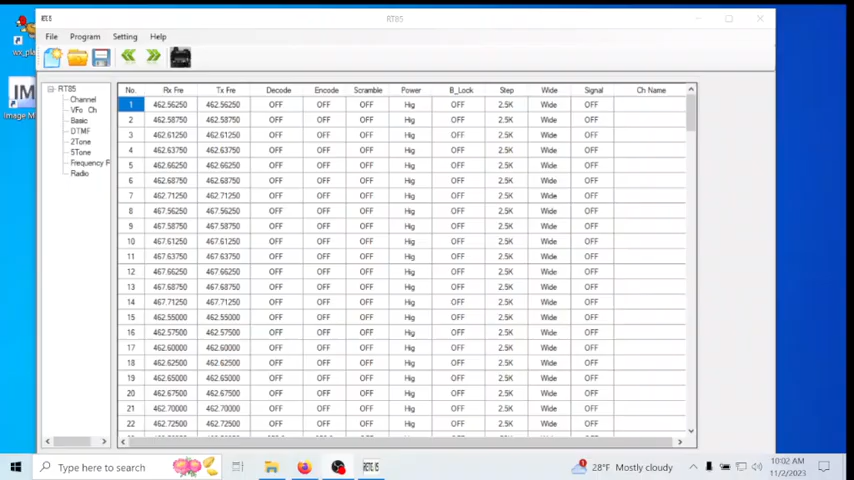 RT85
RT85
File Program Setting Help
RT85
Channel
VFo Ch
Basic
DTMF
2Tone
5Tone
Frequency R
Radio
No. Rx Fre Tx Fre Decode Encode Scramble Power B_Lock Step Wide Signal Ch Name
1 462.56250 462.56250 OFF OFF OFF Hig OFF 2.5K Wide OFF
2 462.58750 462.58750 OFF OFF OFF Hig OFF 2.5K Wide OFF
3 462.61250 462.61250 OFF OFF OFF Hig OFF 2.5K Wide OFF
4 462.63750 462.63750 OFF OFF OFF Hig OFF 2.5K Wide OFF
5 462.66250 462.66250 OFF OFF OFF Hig OFF 2.5K Wide OFF
6 462.68750 462.68750 OFF OFF OFF Hig OFF 2.5K Wide OFF
7 462.71250 462.71250 OFF OFF OFF Hig OFF 2.5K Wide OFF
8 467.56250 467.56250 OFF OFF OFF Hig OFF 2.5K Wide OFF
9 467.58750 467.58750 OFF OFF OFF Hig OFF 2.5K Wide OFF
10 467.61250 467.61250 OFF OFF OFF Hig OFF 2.5K Wide OFF
11 467.63750 467.63750 OFF OFF OFF Hig OFF 2.5K Wide OFF
12 467.66250 467.66250 OFF OFF OFF Hig OFF 2.5K Wide OFF
13 467.68750 467.68750 OFF OFF OFF Hig OFF 2.5K Wide OFF
14 467.71250 467.71250 OFF OFF OFF Hig OFF 2.5K Wide OFF
15 462.55000 462.55000 OFF OFF OFF Hig OFF 2.5K Wide OFF
16 462.57500 462.57500 OFF OFF OFF Hig OFF 2.5K Wide OFF
17 462.60000 462.60000 OFF OFF OFF Hig OFF 2.5K Wide OFF
18 462.62500 462.62500 OFF OFF OFF Hig OFF 2.5K Wide OFF
19 462.65000 462.65000 OFF OFF OFF Hig OFF 2.5K Wide OFF
20 462.67500 462.67500 OFF OFF OFF Hig OFF 2.5K Wide OFF
21 462.70000 462.70000 OFF OFF OFF Hig OFF 2.5K Wide OFF
22 462.72500 462.72500 OFF OFF OFF Hig OFF 2.5K Wide OFF
wx_pla
IM
Image M
Type here to search
28°F Mostly cloudy
10:02 AM
11/2/2023